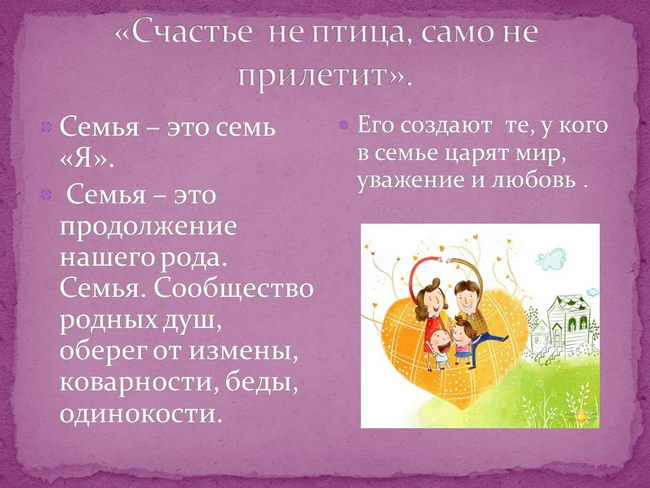 «Счастье  не птица, само не
прилетит».
Семья – это семь
«Я».
Семья – это
продолжение
нашего рода.
Семья. Сообщество
родных душ,
оберег от измены,
коварности, беды,
одинокости.
Его создают  те, у кого
в семье царят мир,
уважение и любовь .